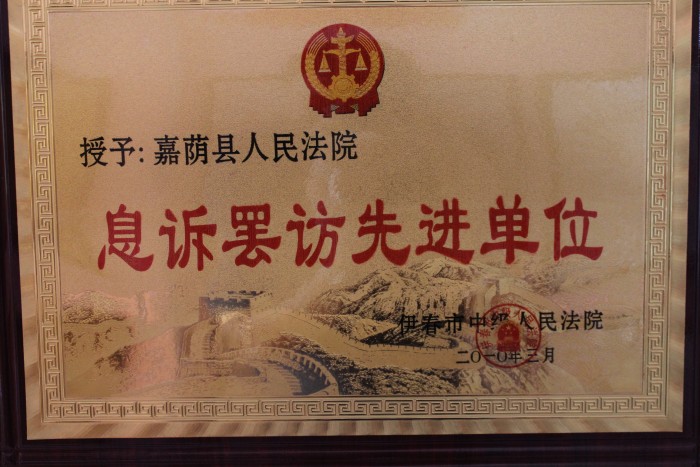 授予:嘉荫县人民法院
息诉罢访先进单位
伊春市中级人民法院
二〇一〇年三月